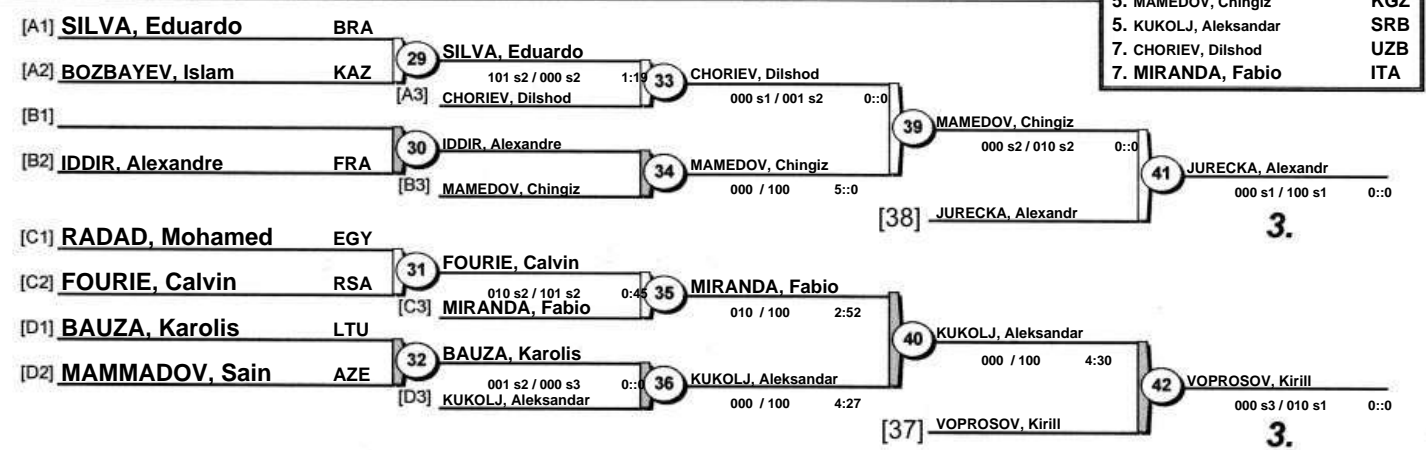 5. MAMEDOV, Chingiz KGZ
5. KUKOLJ, Aleksandar SRB
7. CHORIEV, Dilshod UZB
7. MIRANDA, Fabio ITA
[A1] SILVA, Eduardo BRA
[A2] BOZBAYEV, Islam KAZ
29 SILVA, Eduardo
101 s2 / 000 s2 1:19
[A3] CHORIEV, Dilshod
33 CHORIEV, Dilshod
000 s1 / 001 s2 0::0
[B1]
[B2] IDDIR, Alexandre FRA
30 IDDIR, Alexandre
[B3] MAMEDOV, Chingiz
34 MAMEDOV, Chingiz
000 / 100 5::0
39 MAMEDOV, Chingiz
000 s2 / 010 s2 0::0
[38] JURECKA, Alexandr
41 JURECKA, Alexandr
000 s1 / 100 s1 0::0
3.
[C1] RADAD, Mohamed EGY
[C2] FOURIE, Calvin RSA
31 FOURIE, Calvin
010 s2 / 101 s2 0:45
[C3] MIRANDA, Fabio
35 MIRANDA, Fabio
010 / 100 2:52
[D1] BAUZA, Karolis LTU
[D2] MAMMADOV, Sain AZE
32 BAUZA, Karolis
001 s2 / 000 s3 0::0
[D3] KUKOLJ, Aleksandar
36 KUKOLJ, Aleksandar
000 / 100 4:27
40 KUKOLJ, Aleksandar
000 / 100 4:30
[37] VOPROSOV, Kirill
42 VOPROSOV, Kirill
000 s3 / 010 s1 0::0
3.